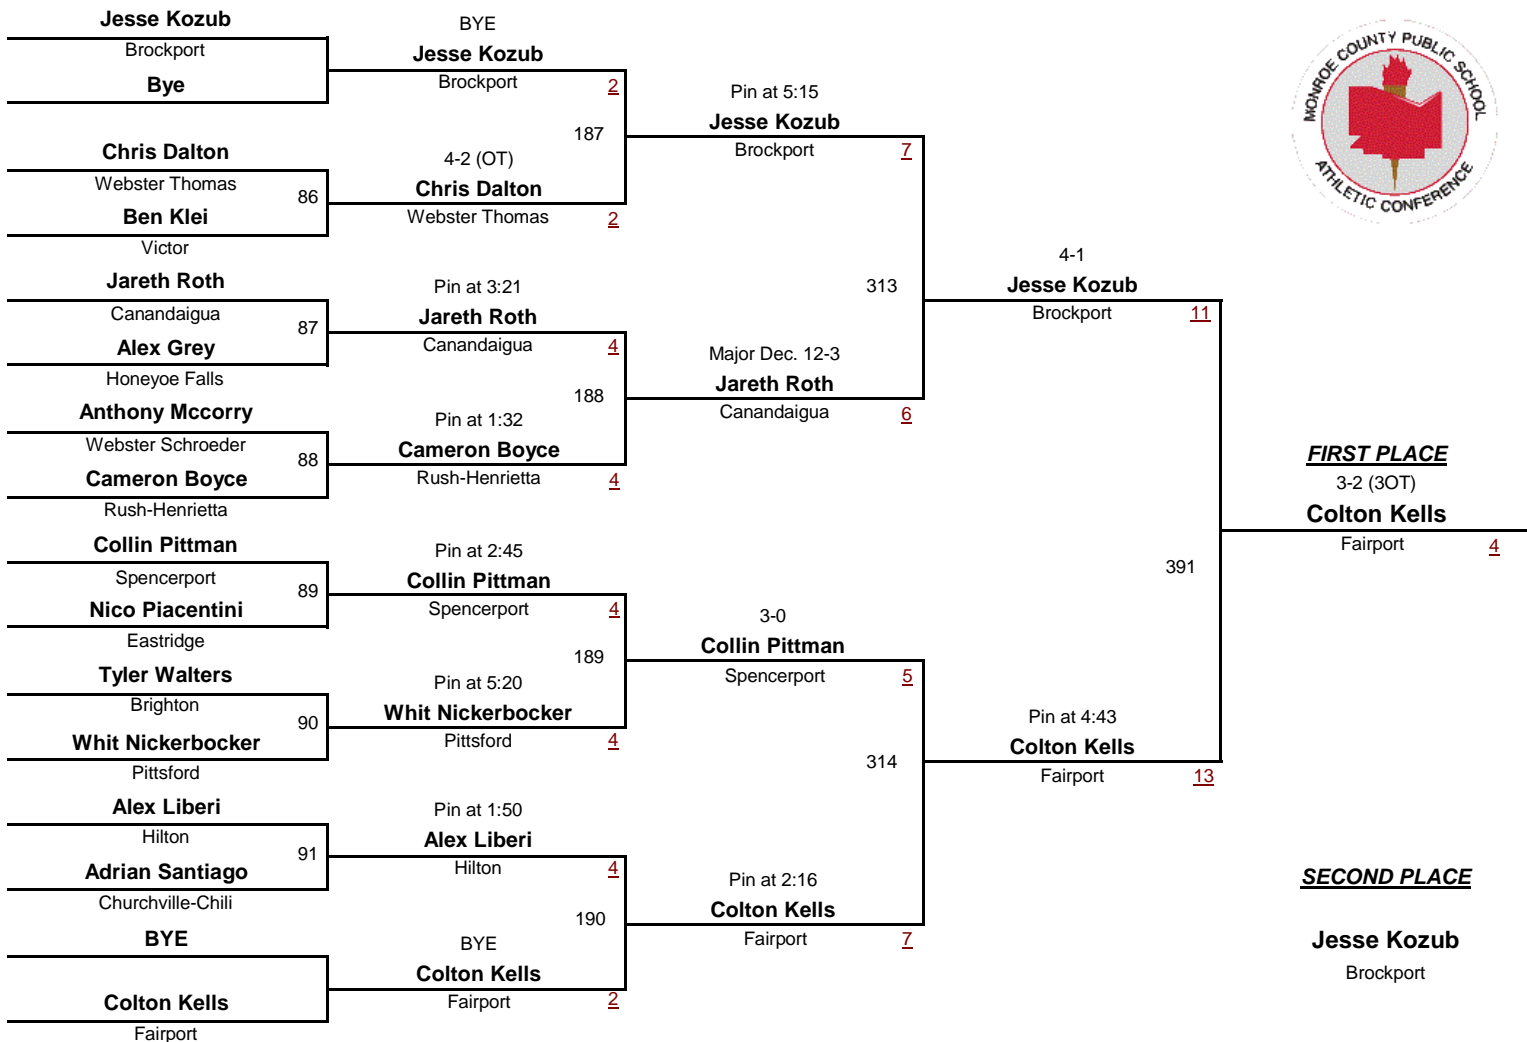 Jesse Kozub
Brockport
Bye
Chris Dalton
Webster Thomas
86
Ben Klei
Victor
Jareth Roth
Canandaigua
87
Alex Grey
Honeyoe Falls
Anthony Mccorry
Webster Schroeder
88
Cameron Boyce
Rush-Henrietta
Collin Pittman
Spencerport
89
Nico Piacentini
Eastridge
Tyler Walters
Brighton
90
Whit Nickerbocker
Pittsford
Alex Liberi
Hilton
91
Adrian Santiago
Churchville-Chili
BYE
Colton Kells
Fairport
BYE
Jesse Kozub
Brockport 2
187
4-2 (OT)
Chris Dalton
Webster Thomas 2
Pin at 3:21
Jareth Roth
Canandaigua 4
188
Pin at 1:32
Cameron Boyce
Rush-Henrietta 4
Pin at 2:45
Collin Pittman
Spencerport 4
189
Pin at 5:20
Whit Nickerbocker
Pittsford 4
Pin at 1:50
Alex Liberi
Hilton 4
190
BYE
Colton Kells
Fairport 2
Pin at 5:15
Jesse Kozub
Brockport 7
313
Major Dec. 12-3
Jareth Roth
Canandaigua 6
3-0
Collin Pittman
Spencerport 5
314
Pin at 2:16
Colton Kells
Fairport 7
4-1
Jesse Kozub
Brockport 11
391
Pin at 4:43
Colton Kells
Fairport 13
MONROE COUNTY PUBLIC SCHOOL
ATHLETIC CONFERENCE
FIRST PLACE
3-2 (3OT)
Colton Kells
Fairport 4
SECOND PLACE
Jesse Kozub
Brockport